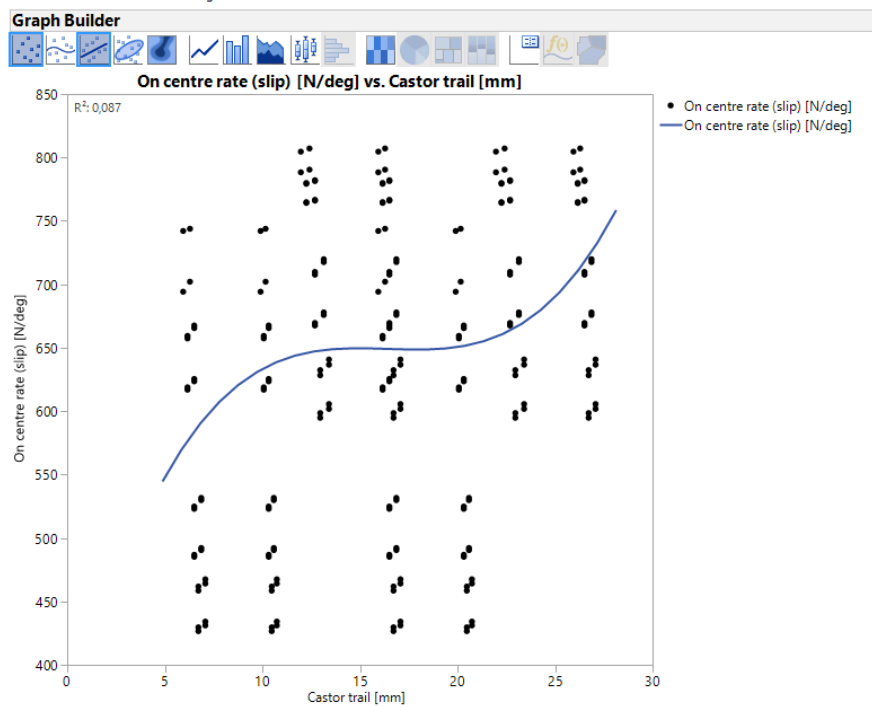 Graph Builder
On centre rate (slip) [N/deg] vs. Castor trail [mm]
R²: 0,087
On centre rate (slip) [N/deg]
On centre rate (slip) [N/deg]
On centre rate (slip) [N/deg]
850
800
750
700
650
600
550
500
450
400
0 5 10 15 20 25 30
Castor trail [mm]